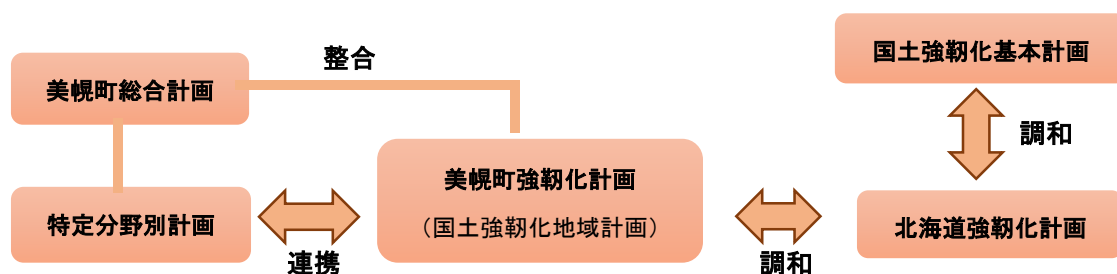 国土強靭化基本計画
整合
美幌町総合計画
調和
美幌町強靭化計画
（国土強靭化地域計画）
特定分野別計画
北海道強靭化計画
連携
調和